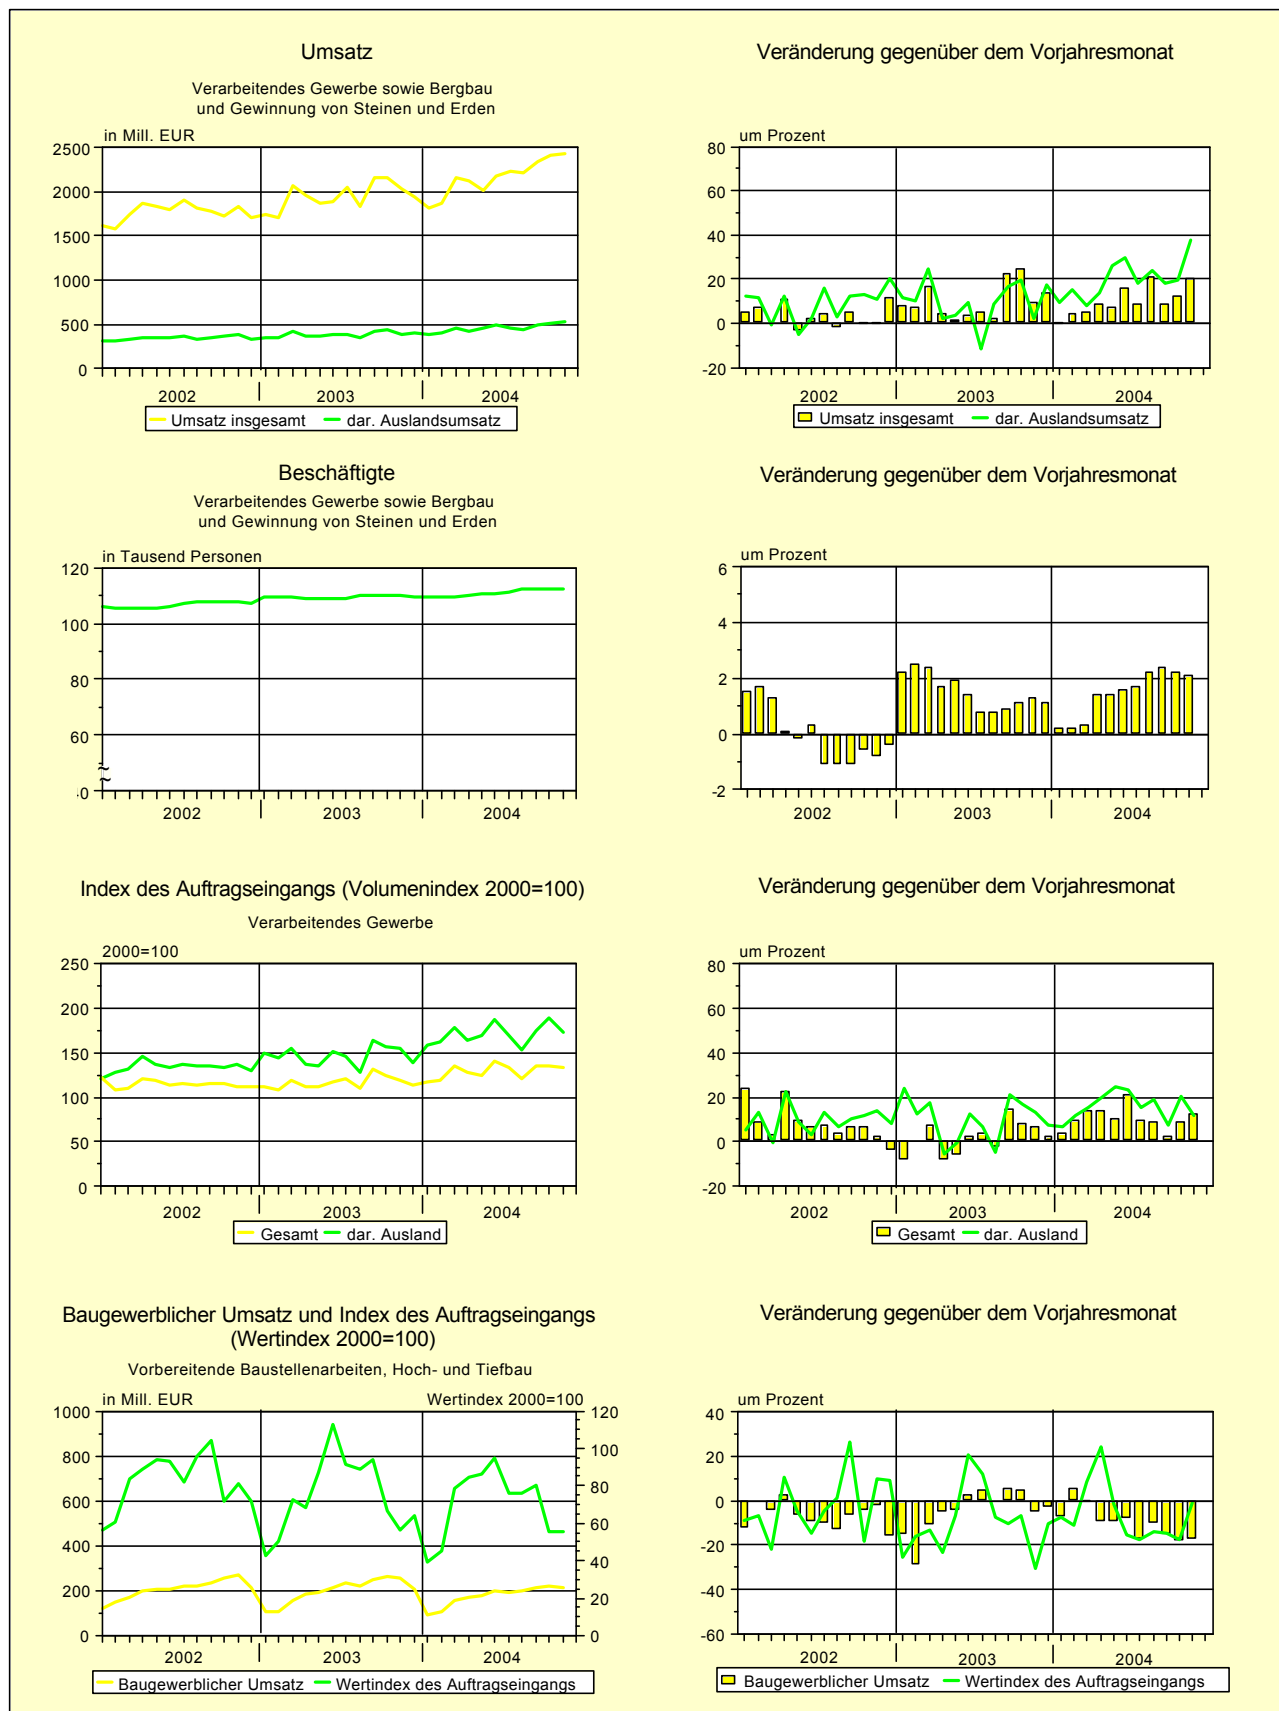 Umsatz
Verarbeitendes Gewerbe sowie Bergbau
und Gewinnung von Steinen und Erden
in Mill. EUR
2500
2000
1500
1000
500
0
2002
2003
2004
Umsatz insgesamt
dar. Auslandsumsatz
Veränderung gegenüber dem Vorjahresmonat
um Prozent
80
60
40
20
0
-20
2002
2003
2004
Umsatz insgesamt
dar. Auslandsumsatz
Beschäftigte
Verarbeitendes Gewerbe sowie Bergbau
und Gewinnung von Steinen und Erden
in Tausend Personen
120
100
80
60
0
2002
2003
2004
Veränderung gegenüber dem Vorjahresmonat
um Prozent
6
4
2
0
-2
2002
2003
2004
Index des Auftragseingangs (Volumenindex 2000=100)
Verarbeitendes Gewerbe
2000=100
250
200
150
100
50
0
2002
2003
2004
Gesamt
dar. Ausland
Veränderung gegenüber dem Vorjahresmonat
um Prozent
80
60
40
20
0
-20
2002
2003
2004
Gesamt
dar. Ausland
Baugewerblicher Umsatz und Index des Auftragseingangs
(Wertindex 2000=100)
Vorbereitende Baustellenarbeiten, Hoch- und Tiefbau
in Mill. EUR
Wertindex 2000=100
1000
800
600
400
200
0
120
100
80
60
40
20
0
2002
2003
2004
Baugewerblicher Umsatz
Wertindex des Auftragseingangs
Veränderung gegenüber dem Vorjahresmonat
um Prozent
40
20
0
-20
-40
-60
2002
2003
2004
Baugewerblicher Umsatz
Wertindex des Auftragseingangs